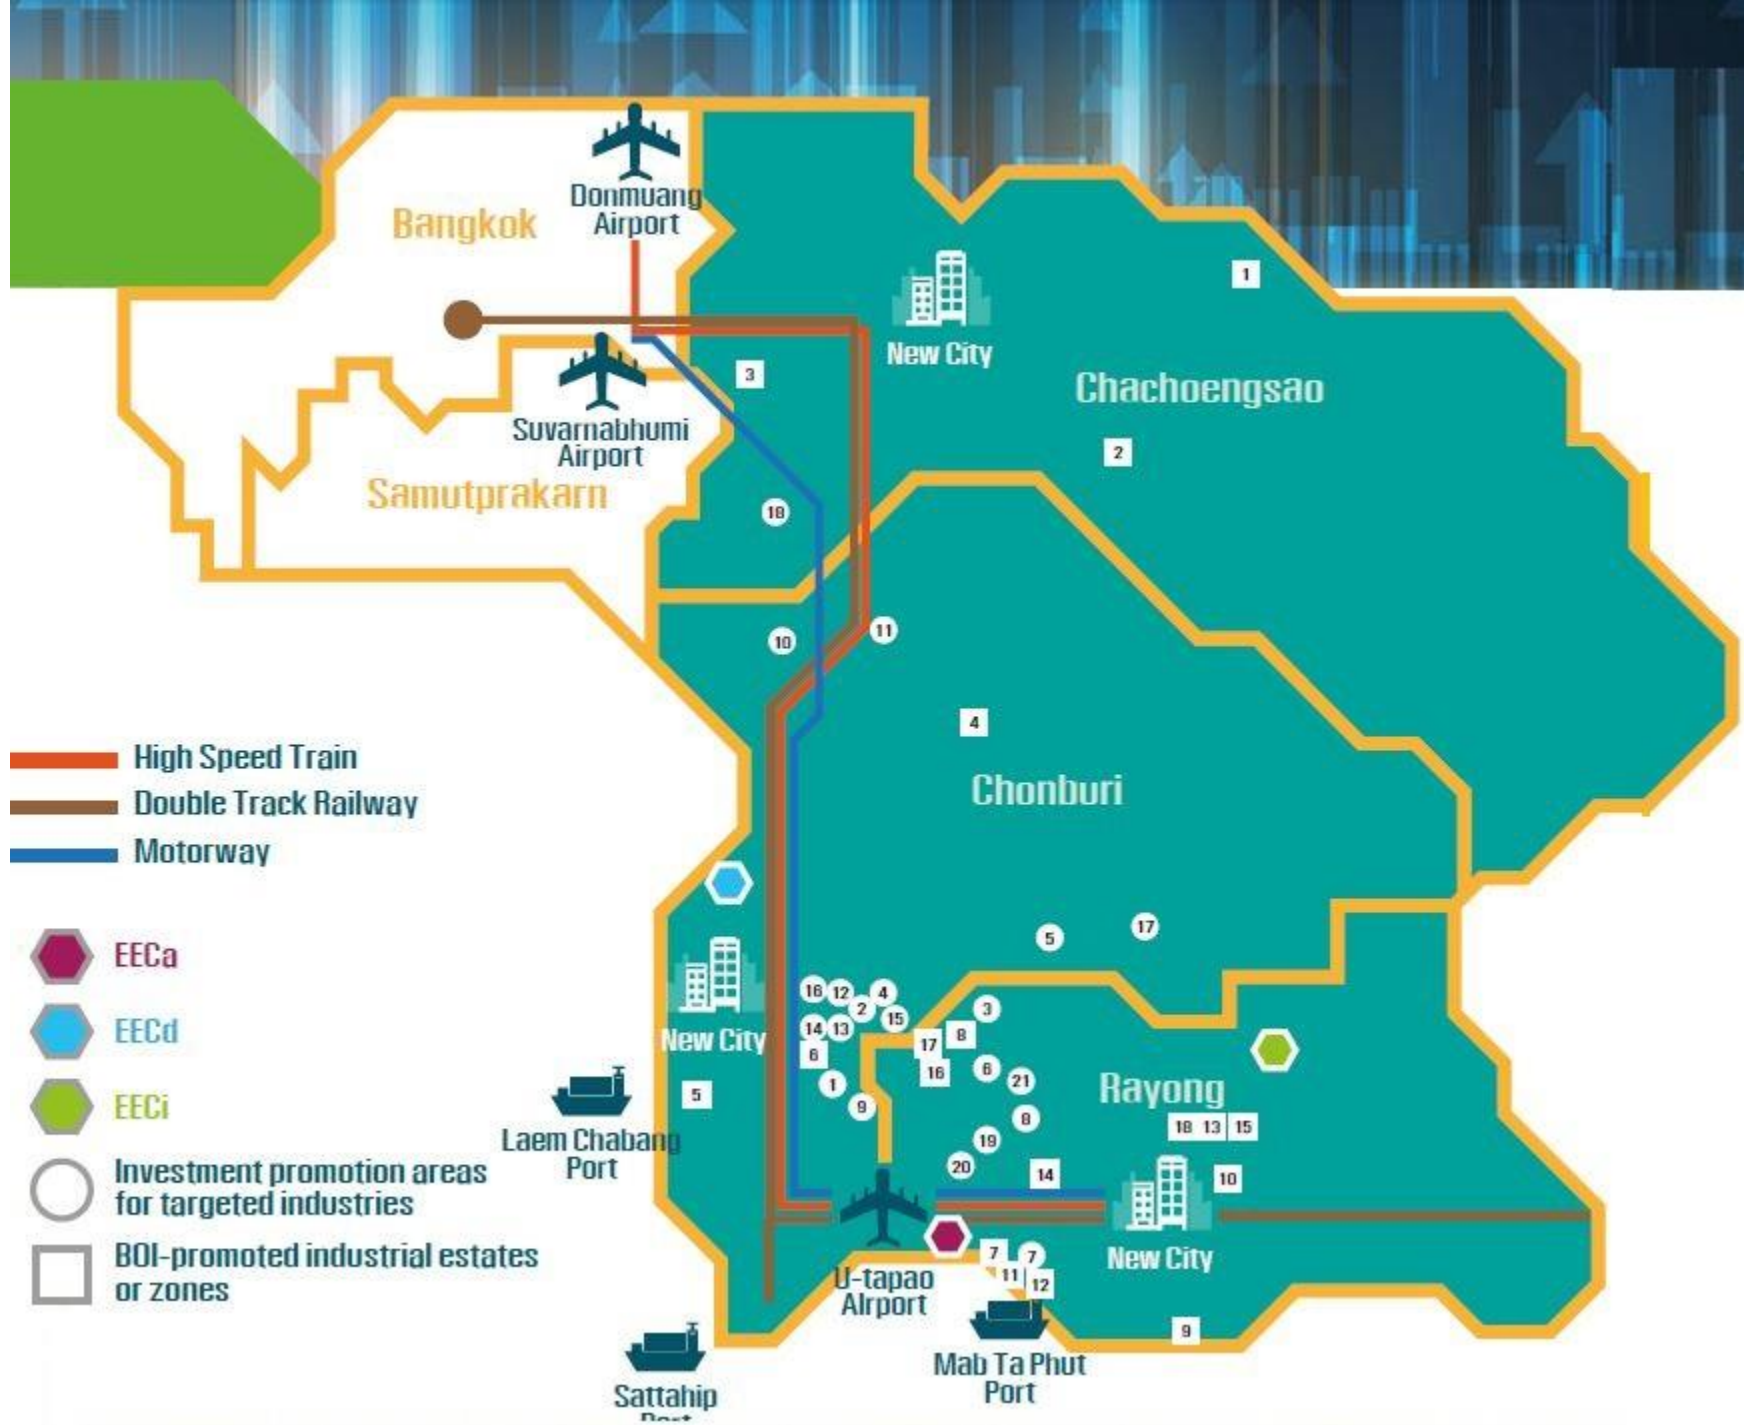 Donmuang
Airport
Bangkok
1
New City
3
Chachoengsao
Suvarnabhumi
Airport
2
Samutprakarn
18
10
11
4
High Speed Train
Chonburi
Double Track Railway
Motorway
5
17
EECa
16
12
4
2
3
15
EECd
14
13
8
New City
17
6
16
6
21
1
Rayong
5
EECi
9
8
18
13
15
Laem Chabang
Port
19
20
14
10
Investment promotion areas
for targeted industries
BOI-promoted industrial estates
or zones
7
7
New City
11
12
U-tapao
AIrport
9
Mab Ta Phut
Port
Sattahip
Port